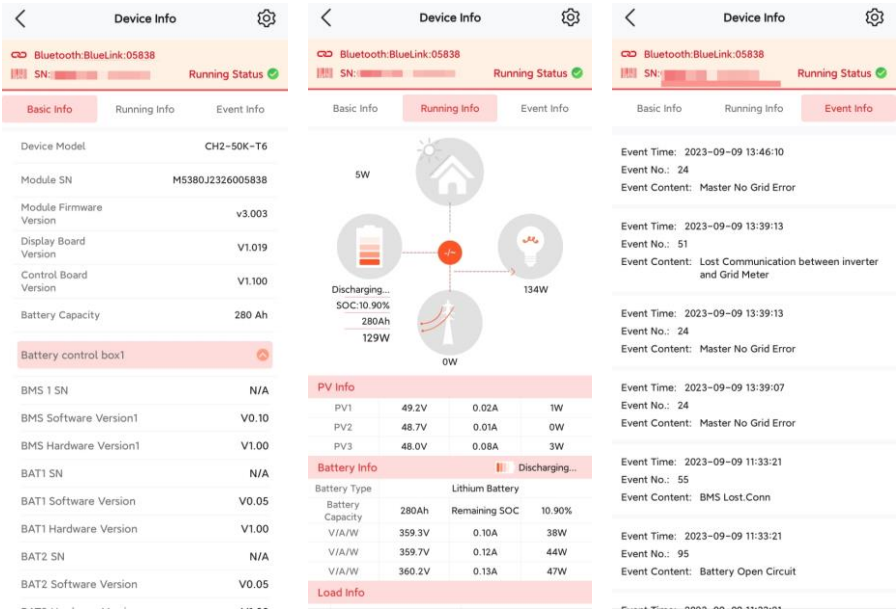 Device Info
Bluetooth:BlueLink:05838
SN:
Running Status
Basic Info Running Info Event Info
Device Model CH2-50K-T6
Module SN M5380J2326005838
Module Firmware
Version v3.003
Display Board
Version V1.019
Control Board
Version V1.100
Battery Capacity 280 Ah
Battery control box1
BMS 1 SN N/A
BMS Software Version1 V0.10
BMS Hardware Version1 V1.00
BAT1 SN N/A
BAT1 Software Version V0.05
BAT1 Hardware Version V1.00
BAT2 SN N/A
BAT2 Software Version V0.05
Device Info
Bluetooth:BlueLink:05838
SN:
Running Status
Basic Info Running Info Event Info
5W
Discharging...
SOC:10.90%
280Ah
129W
134W
0W
PV Info
PV1 49.2V 0.02A 1W
PV2 48.7V 0.01A 0W
PV3 48.0V 0.08A 3W
Battery Info Discharging...
Battery Type Lithium Battery
Battery
Capacity 280Ah Remaining SOC 10.90%
V/A/W 359.3V 0.10A 38W
V/A/W 359.7V 0.12A 44W
V/A/W 360.2V 0.13A 47W
Load Info
Device Info
Bluetooth:BlueLink:05838
SN:
Running Status
Basic Info Running Info Event Info
Event Time: 2023-09-09 13:46:10
Event No.: 24
Event Content: Master No Grid Error
Event Time: 2023-09-09 13:39:13
Event No.: 51
Event Content: Lost Communication between inverter
and Grid Meter
Event Time: 2023-09-09 13:39:13
Event No.: 24
Event Content: Master No Grid Error
Event Time: 2023-09-09 13:39:07
Event No.: 24
Event Content: Master No Grid Error
Event Time: 2023-09-09 11:33:21
Event No.: 55
Event Content: BMS Lost.Conn
Event Time: 2023-09-09 11:33:21
Event No.: 95
Event Content: Battery Open Circuit